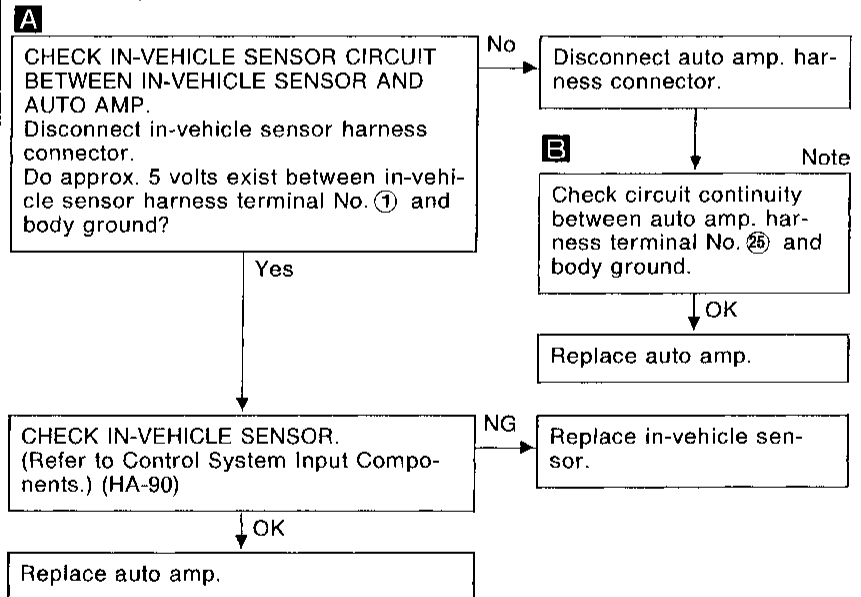 A
CHECK IN-VEHICLE SENSOR CIRCUIT
BETWEEN IN-VEHICLE SENSOR AND
AUTO AMP.
Disconnect in-vehicle sensor harness
connector.
Do approx. 5 volts exist between in-vehi-
cle sensor harness terminal No. ① and
body ground?
No
Disconnect auto amp. har-
ness connector.
B
Note
Check circuit continuity
between auto amp. har-
ness terminal No. ㉕ and
body ground.
OK
Replace auto amp.
Yes
CHECK IN-VEHICLE SENSOR.
(Refer to Control System Input Compo-
nents.) (HA-90)
NG
Replace in-vehicle sen-
sor.
OK
Replace auto amp.